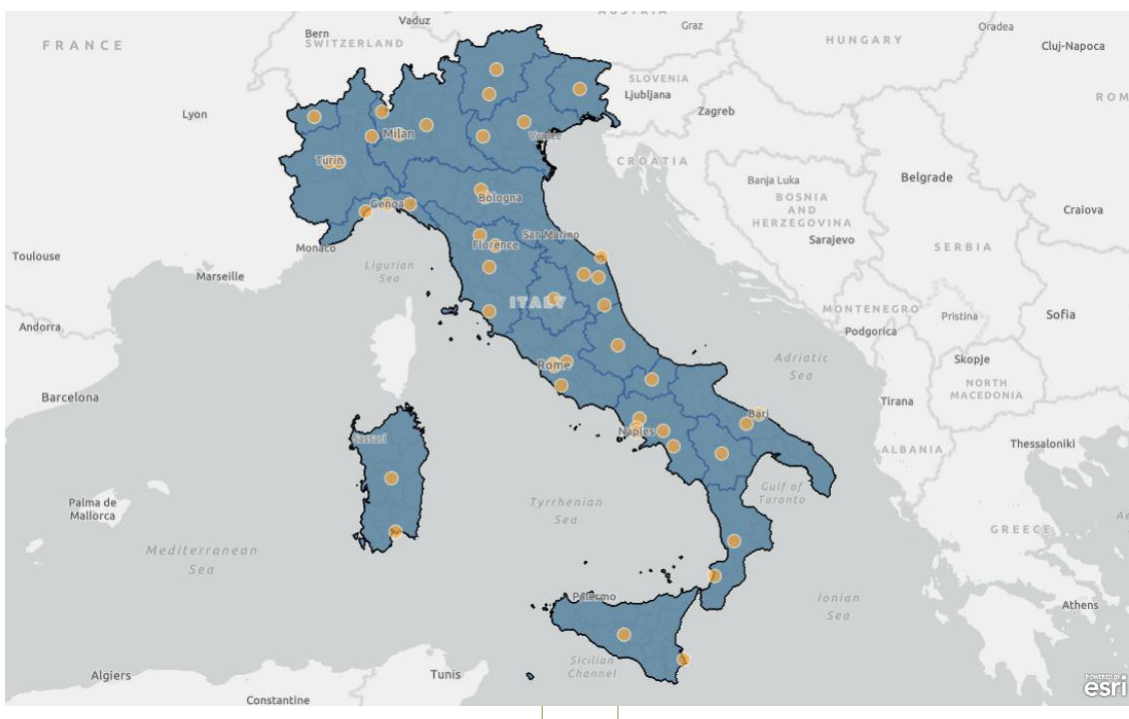 AUSTRIA
Vaduz
Graz
Oradea
Bern
FRANCE
SWITZERLAND
HUNGARY
Cluj-Napoca
SLOVENIA
Ljubljana
ROM
Lyon
Zagreb
Milan
Venice
Turin
CROATIA
Banja Luka
Belgrade
BOSNIA
AND
HERZEGOVINA
Genoa
Bologna
Craiova
San Marino
Sarajevo
Florence
SERBIA
Monaco
Toulouse
Ligurian
Sea
Marseille
ITALY
MONTENEGRO
Pristina
Sofia
Andorra
Podgorica
Rome
Adriatic
Sea
Skopje
NORTH
MACEDONIA
Barcelona
Tirana
Bari
Naples
Sassari
ALBANIA
Thessaloniki
Gulf of
Taranto
Palma de
Mallorca
Tyrrhenian
Sea
GREECE
Ae
Mediterranean
Sea
Palermo
Ionian
Sea
Athens
Sicilian
Channel
Algiers
Tunis
Constantine
POWERED BY
esri